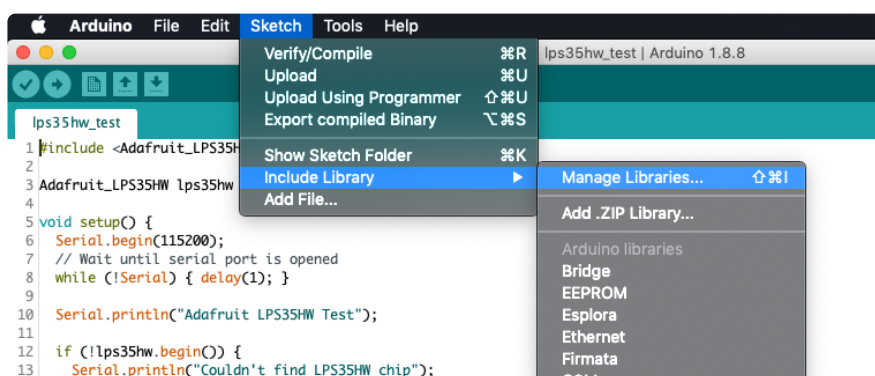 Arduino File Edit Sketch Tools Help
lps35hw_test | Arduino 1.8.8
Verify/Compile ⌘R
Upload ⌘U
Upload Using Programmer ⇧⌘U
Export compiled Binary ⌥⌘S
Show Sketch Folder ⌘K
Include Library ▶
Add File...
Manage Libraries... ⇧⌘I
Add .ZIP Library...
Arduino libraries
Bridge
EEPROM
Esplora
Ethernet
Firmata
lps35hw_test
1 #include <Adafruit_LPS35H
2
3 Adafruit_LPS35HW lps35hw
4
5 void setup() {
6 Serial.begin(115200);
7 // Wait until serial port is opened
8 while (!Serial) { delay(1); }
9
10 Serial.println("Adafruit LPS35HW Test");
11
12 if (!lps35hw.begin()) {
13 Serial.println("Couldn't find LPS35HW chip");